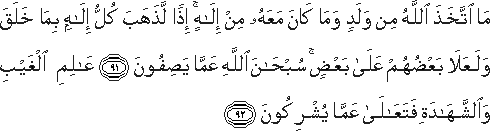 مَا ٱتَّخَذَ ٱللَّهُ مِن وَلَدٍ وَمَا كَانَ مَعَهُۥ مِنْ إِلَـٰهٍ ۚ إِذًا لَّذَهَبَ كُلُّ إِلَـٰهٍۭ بِمَا خَلَقَ
وَلَعَلَا بَعْضُهُمْ عَلَىٰ بَعْضٍ ۚ سُبْحَـٰنَ ٱللَّهِ عَمَّا يَصِفُونَ ﴿٩١﴾ عَـٰلِمِ ٱلْغَيْبِ
وَٱلشَّهَـٰدَةِ فَتَعَـٰلَىٰ عَمَّا يُشْرِكُونَ ﴿٩٢﴾